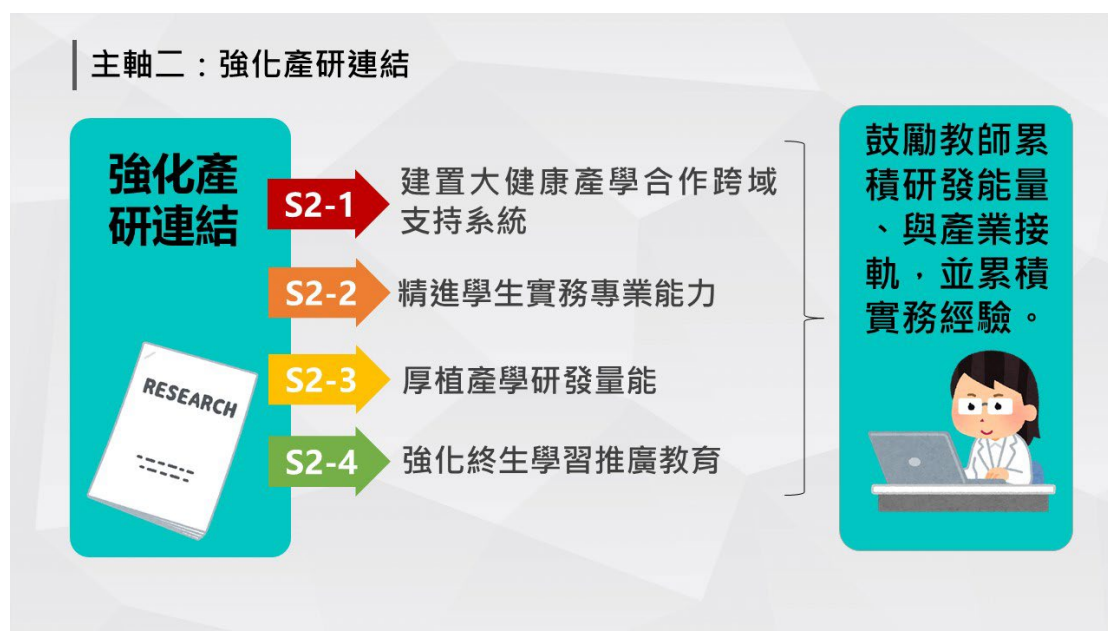 主軸二：強化產研連結
強化產
研連結
RESEARCH
S2-1
建置大健康產學合作跨域
支持系統
S2-2
精進學生實務專業能力
S2-3
厚植產學研發量能
S2-4
強化終生學習推廣教育
鼓勵教師累
積研發能量
、與產業接
軌，並累積
實務經驗。